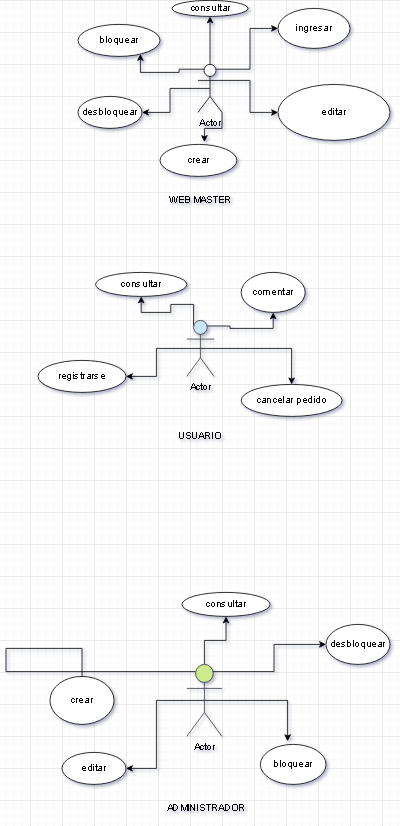 consultar
ingresar
bloquear
desbloquear
editar
Actor
crear
WEB MASTER
consultar
comentar
registrarse
Actor
cancelar pedido
USUARIO
consultar
desbloquear
crear
Actor
editar
bloquear
ADMINISTRADOR